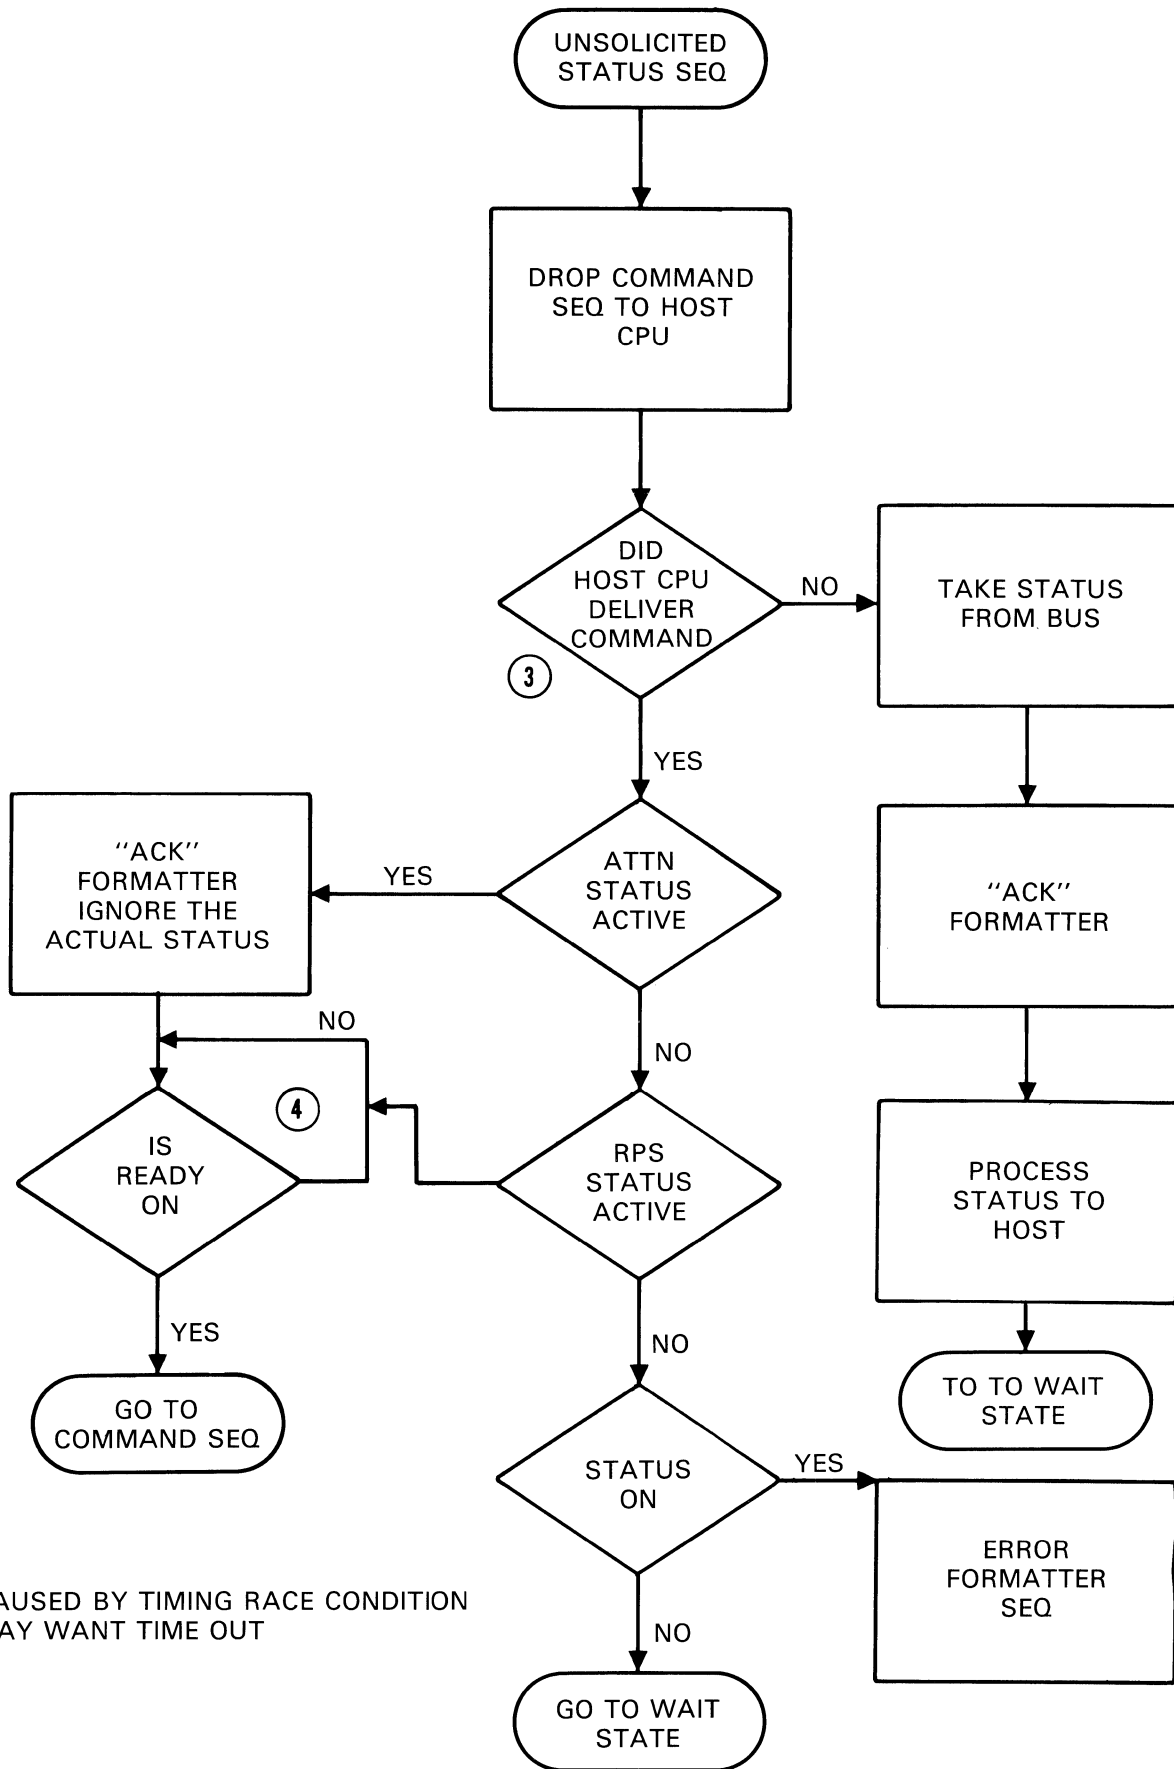 UNSOLICITED
STATUS SEQ
DROP COMMAND
SEQ TO HOST
CPU
DID
HOST CPU
DELIVER
COMMAND
NO
TAKE STATUS
FROM BUS
3
YES
"ACK"
FORMATTER
IGNORE THE
ACTUAL STATUS
YES
ATTN
STATUS
ACTIVE
"ACK"
FORMATTER
NO
NO
4
IS
READY
ON
RPS
STATUS
ACTIVE
PROCESS
STATUS TO
HOST
YES
NO
GO TO
COMMAND SEQ
TO TO WAIT
STATE
STATUS
ON
YES
ERROR
FORMATTER
SEQ
AUSED BY TIMING RACE CONDITION
AY WANT TIME OUT
NO
GO TO WAIT
STATE